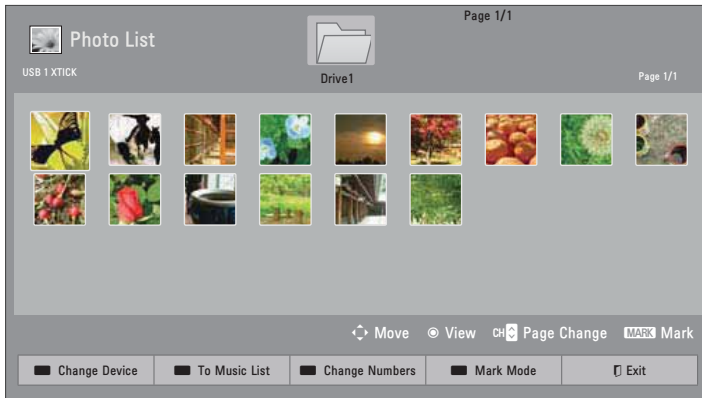 Page 1/1
Photo List
USB 1 XTICK
Drive1
Page 1/1
Move View CH Page Change MARK Mark
Change Device To Music List Change Numbers Mark Mode Exit